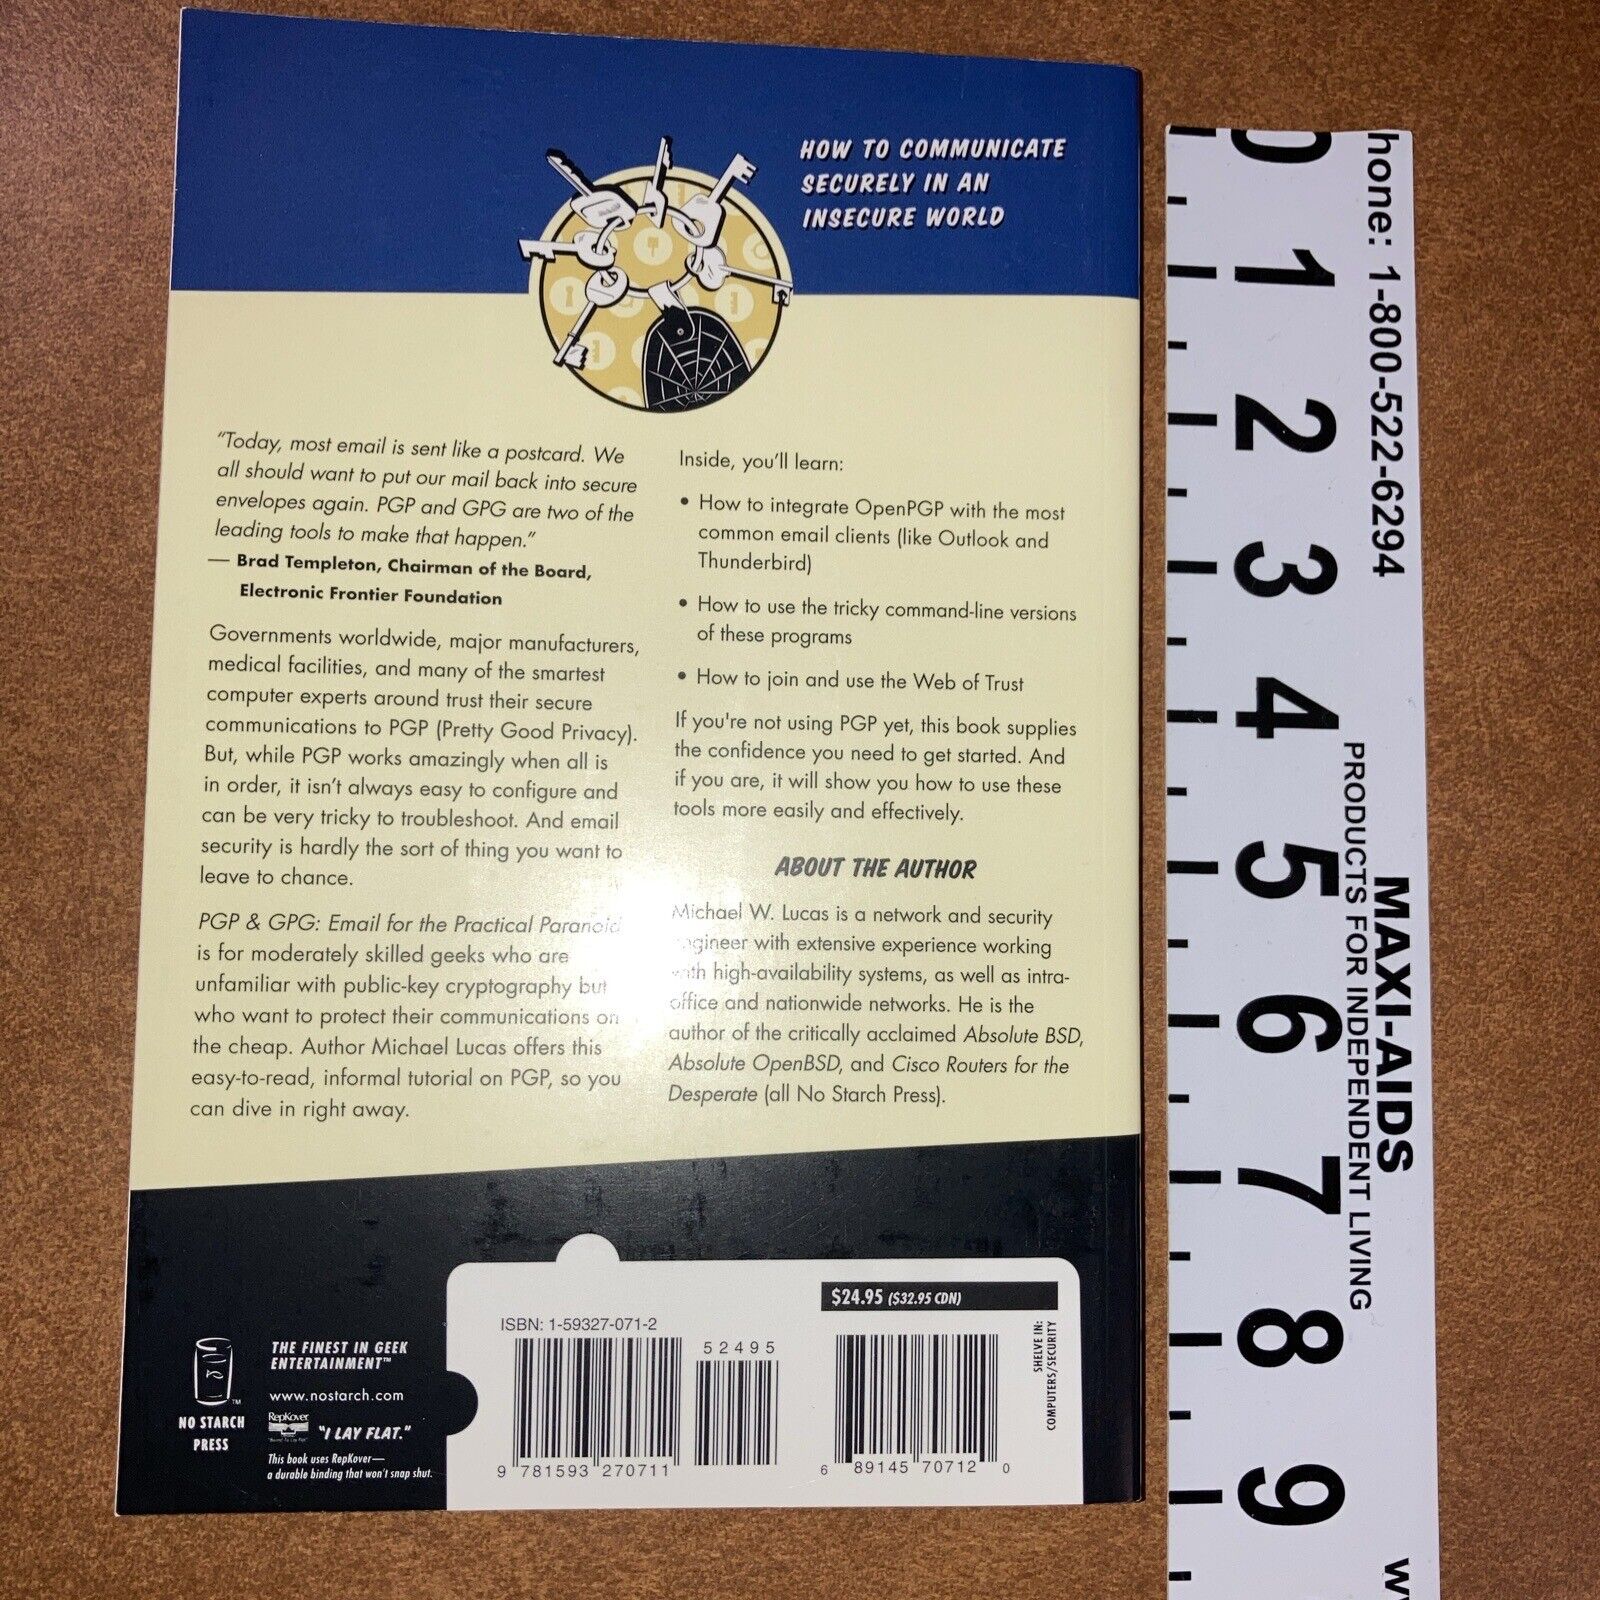 HOW TO COMMUNICATE
SECURELY IN AN
INSECURE WORLD
“Today, most email is sent like a postcard. We
all should want to put our mail back into secure
envelopes again. PGP and GPG are two of the
leading tools to make that happen.”
— Brad Templeton, Chairman of the Board,
Electronic Frontier Foundation
Governments worldwide, major manufacturers,
medical facilities, and many of the smartest
computer experts around trust their secure
communications to PGP (Pretty Good Privacy).
But, while PGP works amazingly when all is
in order, it isn’t always easy to configure and
can be very tricky to troubleshoot. And email
security is hardly the sort of thing you want to
leave to chance.
PGP & GPG: Email for the Practical Paranoid
is for moderately skilled geeks who are
unfamiliar with public-key cryptography but
who want to protect their communications on
the cheap. Author Michael Lucas offers this
easy-to-read, informal tutorial on PGP, so you
can dive in right away.
Inside, you’ll learn:
• How to integrate OpenPGP with the most
common email clients (like Outlook and
Thunderbird)
• How to use the tricky command-line versions
of these programs
• How to join and use the Web of Trust
If you're not using PGP yet, this book supplies
the confidence you need to get started. And
if you are, it will show you how to use these
tools more easily and effectively.
ABOUT THE AUTHOR
Michael W. Lucas is a network and security
engineer with extensive experience working
with high-availability systems, as well as intra-
office and nationwide networks. He is the
author of the critically acclaimed Absolute BSD,
Absolute OpenBSD, and Cisco Routers for the
Desperate (all No Starch Press).
NO STARCH
PRESS
THE FINEST IN GEEK
ENTERTAINMENT™
www.nostarch.com
RepKover
“I LAY FLAT.”
This book uses RepKover—
a durable binding that won’t snap shut.
$24.95 ($32.95 CDN)
ISBN: 1-59327-071-2
52495
9 781593 270711
6 89145 70712 0
SHELVE IN:
COMPUTERS/SECURITY
0 1 2 3 4 5 6 7 8 9
hone: 1-800-522-6294
MAXI-AIDS
PRODUCTS FOR INDEPENDENT LIVING